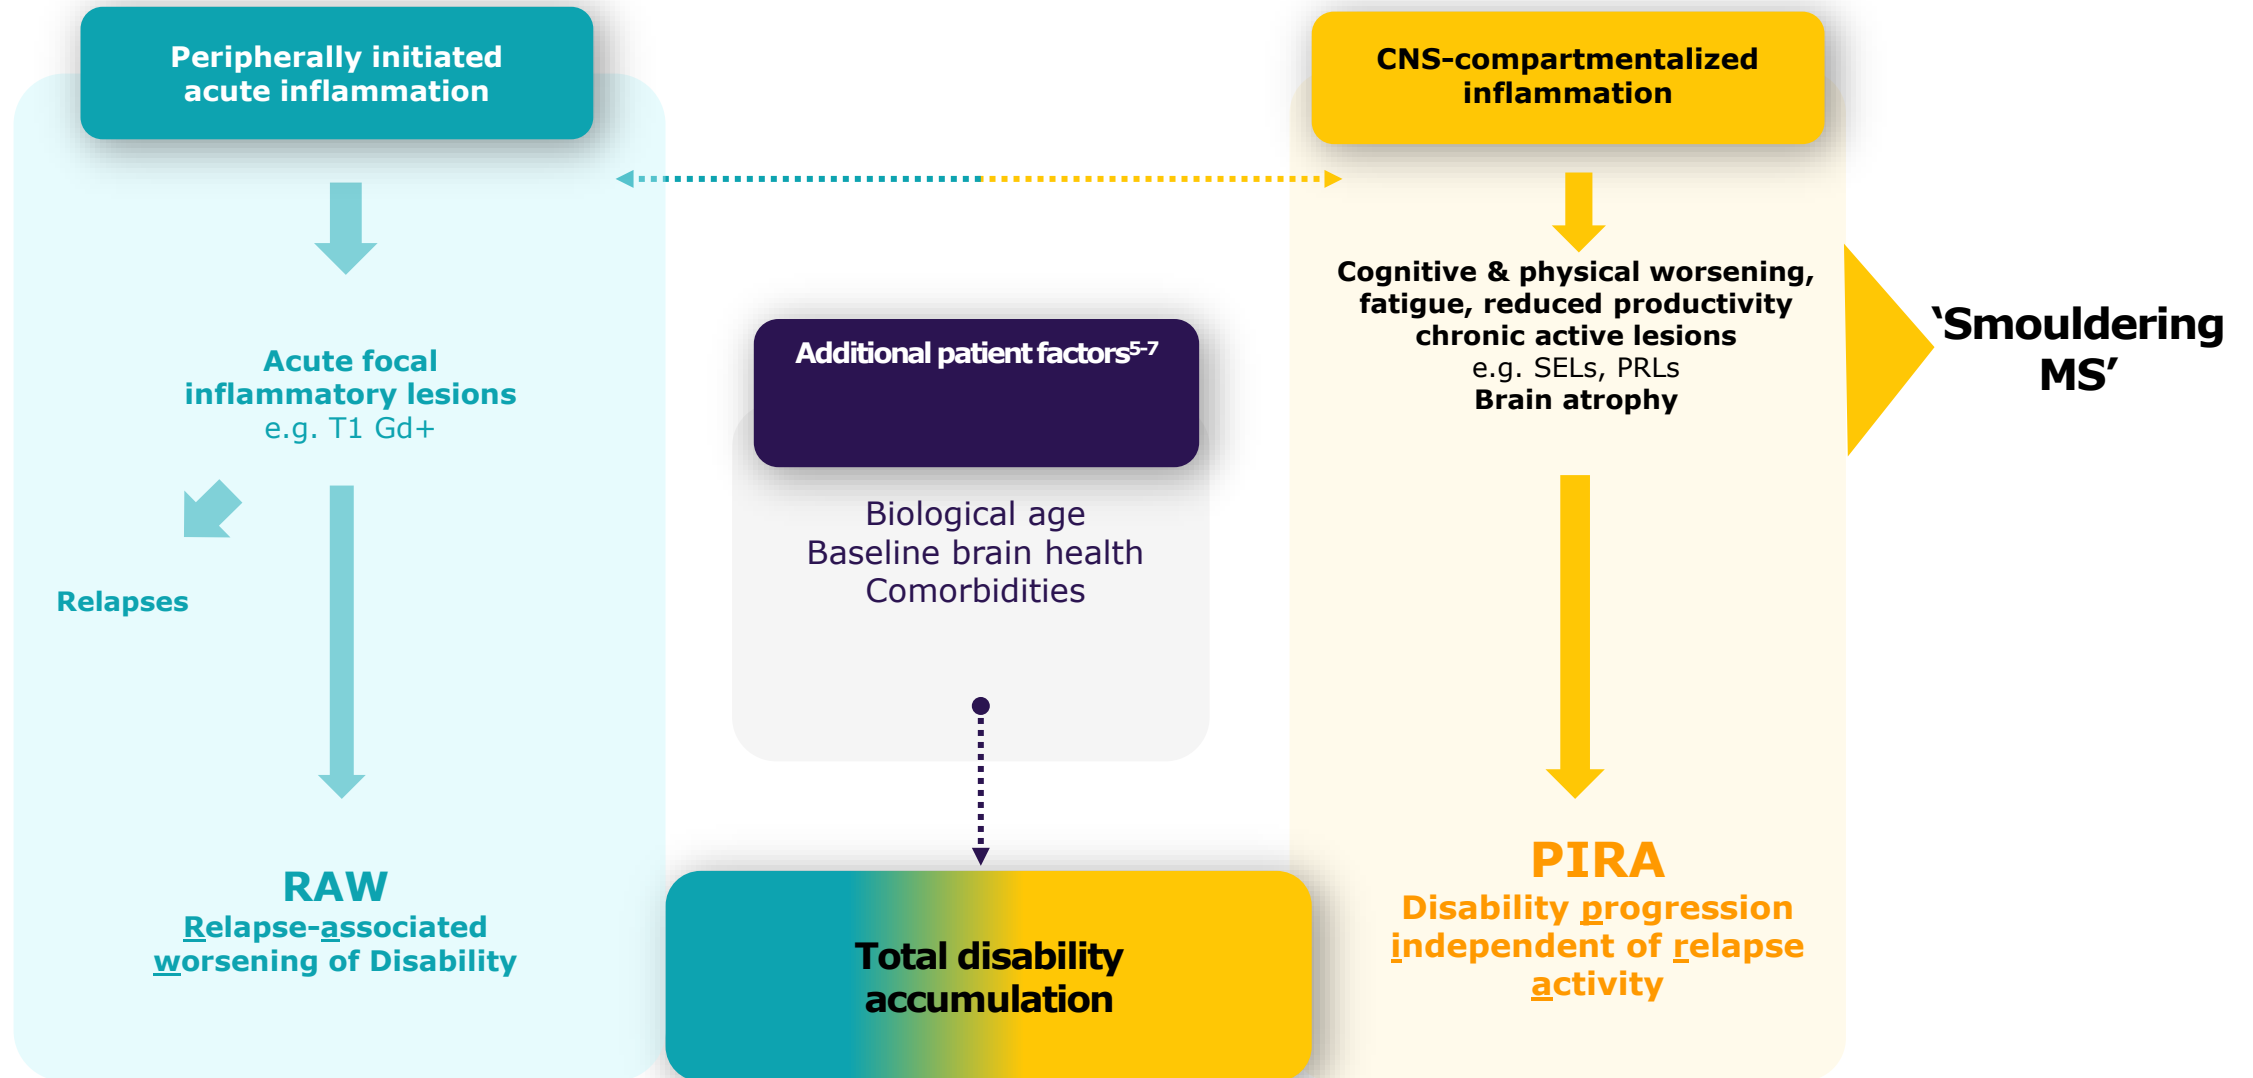 Peripherally initiated
acute inflammation
Acute focal
inflammatory lesions
e.g. T1 Gd+
Relapses
RAW
Relapse-associated
worsening of Disability
Additional patient factors⁵⁻⁷
Biological age
Baseline brain health
Comorbidities
Total disability
accumulation
CNS-compartmentalized
inflammation
Cognitive & physical worsening,
fatigue, reduced productivity
chronic active lesions
e.g. SELs, PRLs
Brain atrophy
PIRA
Disability progression
independent of relapse
activity
‘Smouldering
MS’